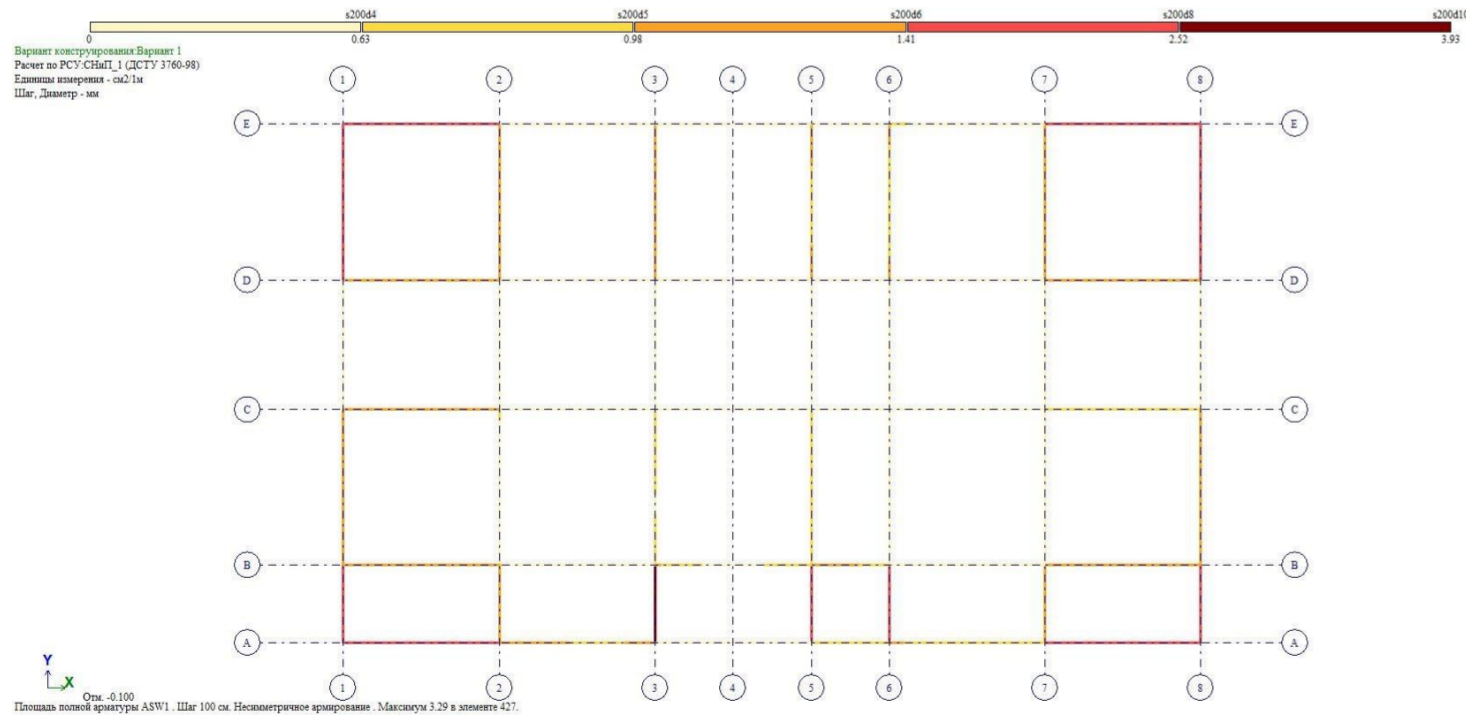 s200d4 s200d5 s200d6 s200d8 s200d10
0 0.63 0.98 1.41 2.52 3.93
Вариант конструирования:Вариант 1
Расчет по РСУ:СНиП_1 (ДСТУ 3760-98)
Единицы измерения - см2/1м
Шаг, Диаметр - мм
1 2 3 4 5 6 7 8
E E
D D
C C
B B
A A
Y
X
1 2 3 4 5 6 7 8
Отм. -0.100
Площадь полной арматуры ASW1 . Шаг 100 см. Несимметричное армирование . Максимум 3.29 в элементе 427.